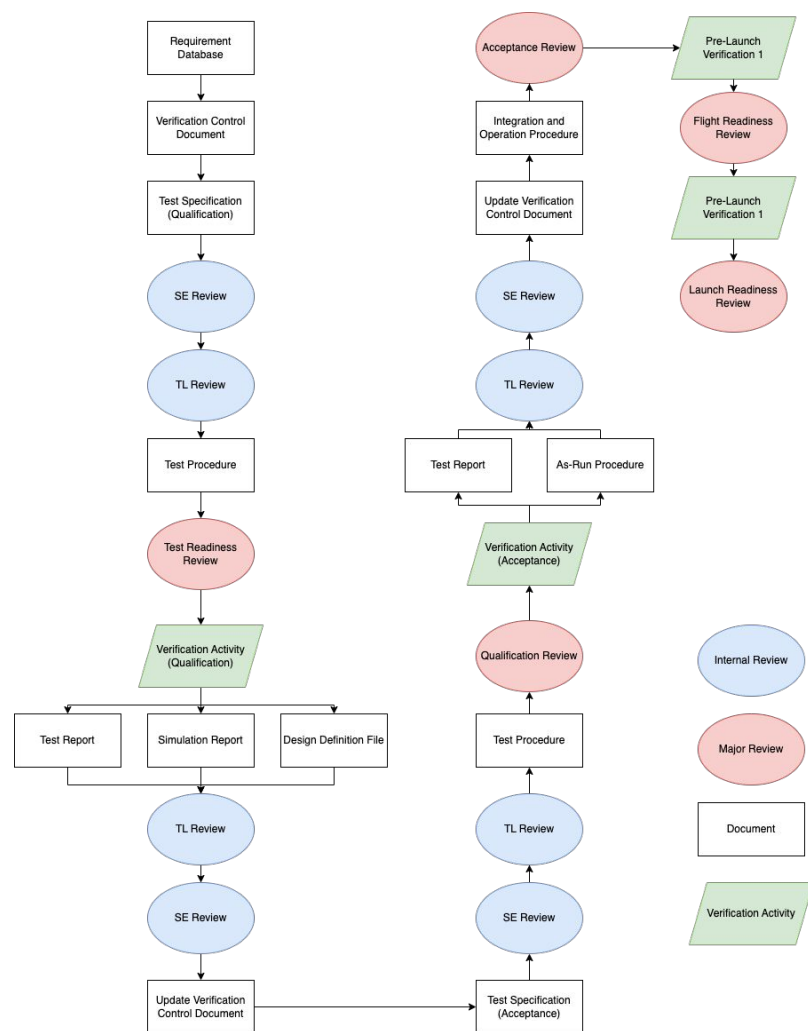 Requirement
Database
Verification Control
Document
Test Specification
(Qualification)
SE Review
TL Review
Test Procedure
Test Readiness
Review
Verification Activity
(Qualification)
Test Report
Simulation Report
Design Definition File
TL Review
SE Review
Update Verification
Control Document
Test Specification
(Acceptance)
SE Review
TL Review
Test Procedure
Qualification Review
Verification Activity
(Acceptance)
Test Report
As-Run Procedure
TL Review
SE Review
Update Verification
Control Document
Integration and
Operation Procedure
Acceptance Review
Pre-Launch
Verification 1
Flight Readiness
Review
Pre-Launch
Verification 1
Launch Readiness
Review
Internal Review
Major Review
Document
Verification Activity